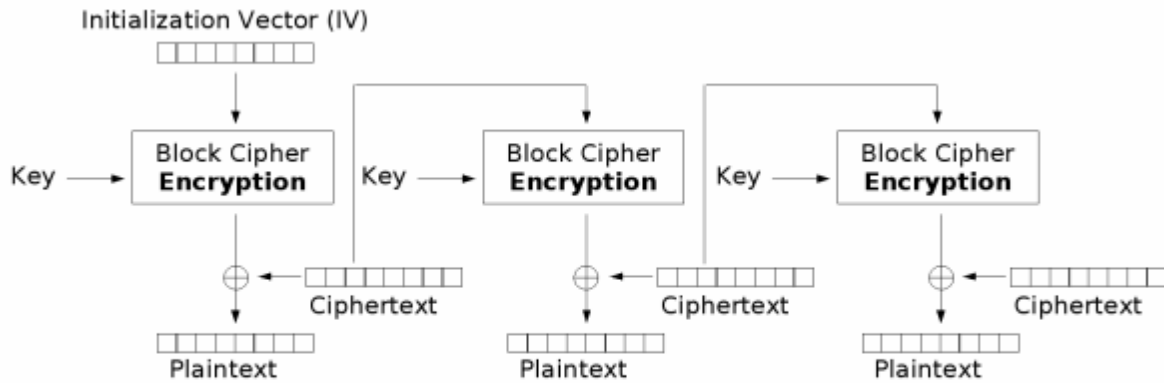 Initialization Vector (IV)
Key
Block Cipher
Encryption
Key
Block Cipher
Encryption
Key
Block Cipher
Encryption
Ciphertext
Ciphertext
Ciphertext
Plaintext
Plaintext
Plaintext